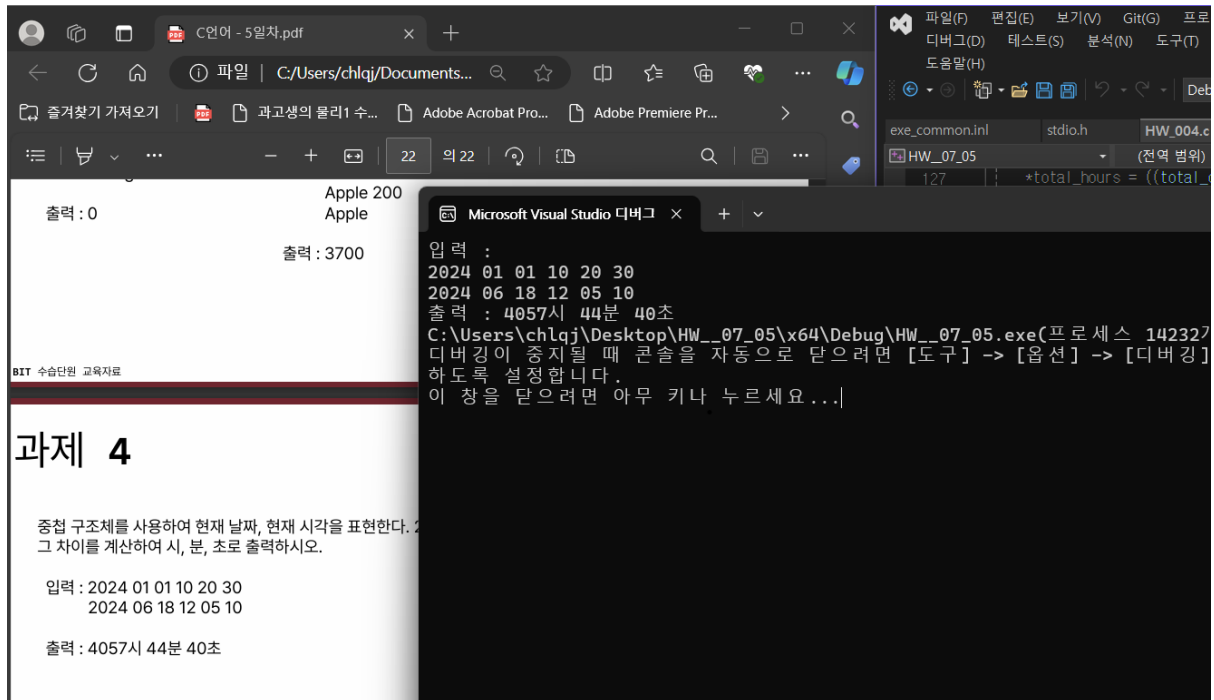 C언어 - 5일차.pdf
파일 | C:/Users/chlqj/Documents...
즐겨찾기 가져오기
과고생의 물리1 수...
Adobe Acrobat Pro...
Adobe Premiere Pr...
22 의 22
Apple 200
출력 : 0
Apple
출력 : 3700
BIT 수습단원 교육자료
과제 4
중첩 구조체를 사용하여 현재 날짜, 현재 시각을 표현한다.
그 차이를 계산하여 시, 분, 초로 출력하시오.
입력 : 2024 01 01 10 20 30
2024 06 18 12 05 10
출력 : 4057시 44분 40초
파일(F) 편집(E) 보기(V) Git(G) 프로
디버그(D) 테스트(S) 분석(N) 도구(T)
도움말(H)
Deb
exe_common.inl stdio.h HW_004.c
HW__07_05 (전역 범위)
127 *total_hours = ((total_
Microsoft Visual Studio 디버그
입력 :
2024 01 01 10 20 30
2024 06 18 12 05 10
출력 : 4057시 44분 40초
C:\Users\chlqj\Desktop\HW__07_05\x64\Debug\HW__07_05.exe(프로세스 14232
디버깅이 중지될 때 콘솔을 자동으로 닫으려면 [도구] -> [옵션] -> [디버깅]
하도록 설정합니다.
이 창을 닫으려면 아무 키나 누르세요...